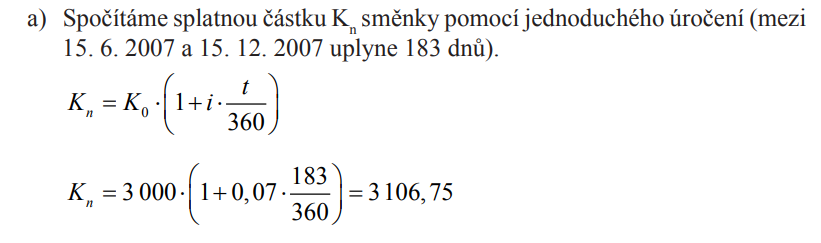 a) Spočítáme splatnou částku Kₙ směnky pomocí jednoduchého úročení (mezi
15. 6. 2007 a 15. 12. 2007 uplyne 183 dnů).
Kₙ = K₀ · (1 + i · t/360)
Kₙ = 3 000 · (1 + 0,07 · 183/360) = 3 106,75